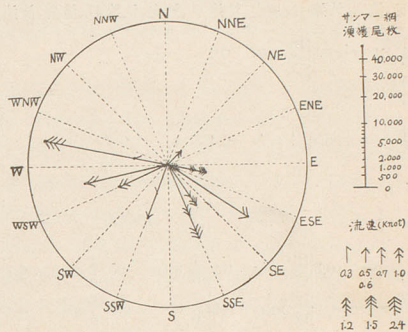 N
NNE
NE
ENE
E
ESE
SE
SSE
S
SSW
SW
WSW
W
WNW
NW
NNW
サンマー網
漁獲尾枚
40.000
30.000
20,000
10.000
5,000
2.000
1.000
500
0
流速(Knot)
0.3 0.5 0.7 1.0
0.6
1.2 1.5 2.4